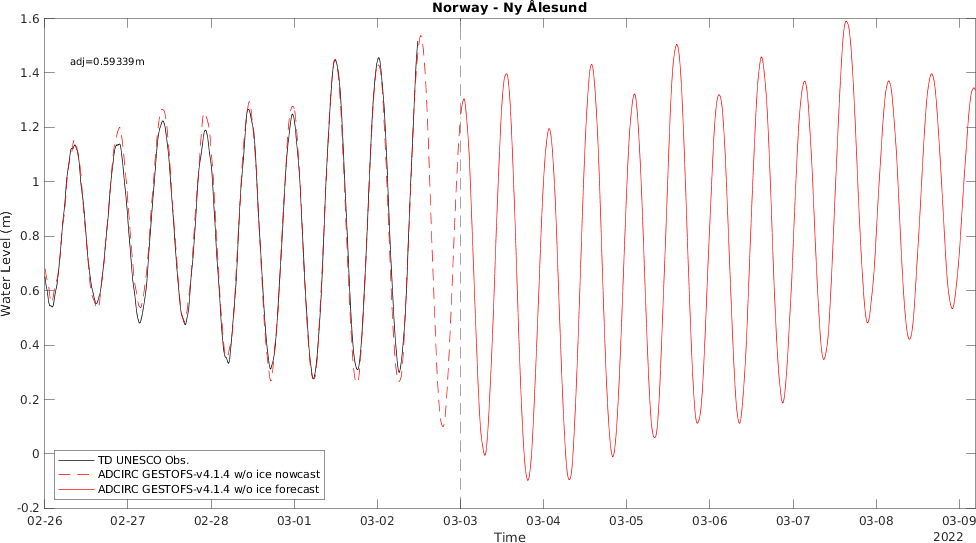 Norway - Ny Ålesund
1.6
1.4
1.2
1
0.8
0.6
0.4
0.2
0
-0.2
Water Level (m)
adj=0.59339m
TD UNESCO Obs.
ADCIRC GESTOFS-v4.1.4 w/o ice nowcast
ADCIRC GESTOFS-v4.1.4 w/o ice forecast
02-26 02-27 02-28 03-01 03-02 03-03 03-04 03-05 03-06 03-07 03-08 03-09
Time
2022